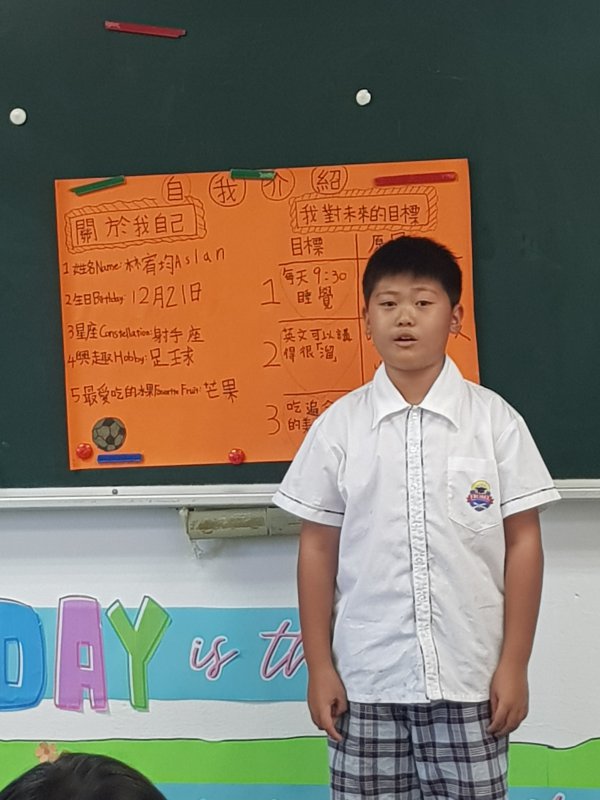 自我介紹
關於我自己
1姓名Name:林宥均Aslan
2生日Birthday:12月21日
3星座Constellation:射手座
4興趣Hobby:足球
5最愛吃的水果Favorite Fruit:芒果
我對未來的目標
目標
1 每天9:30
睡覺
2 英文可以講
得很「溜」
3 吃遍
的
DAY is th